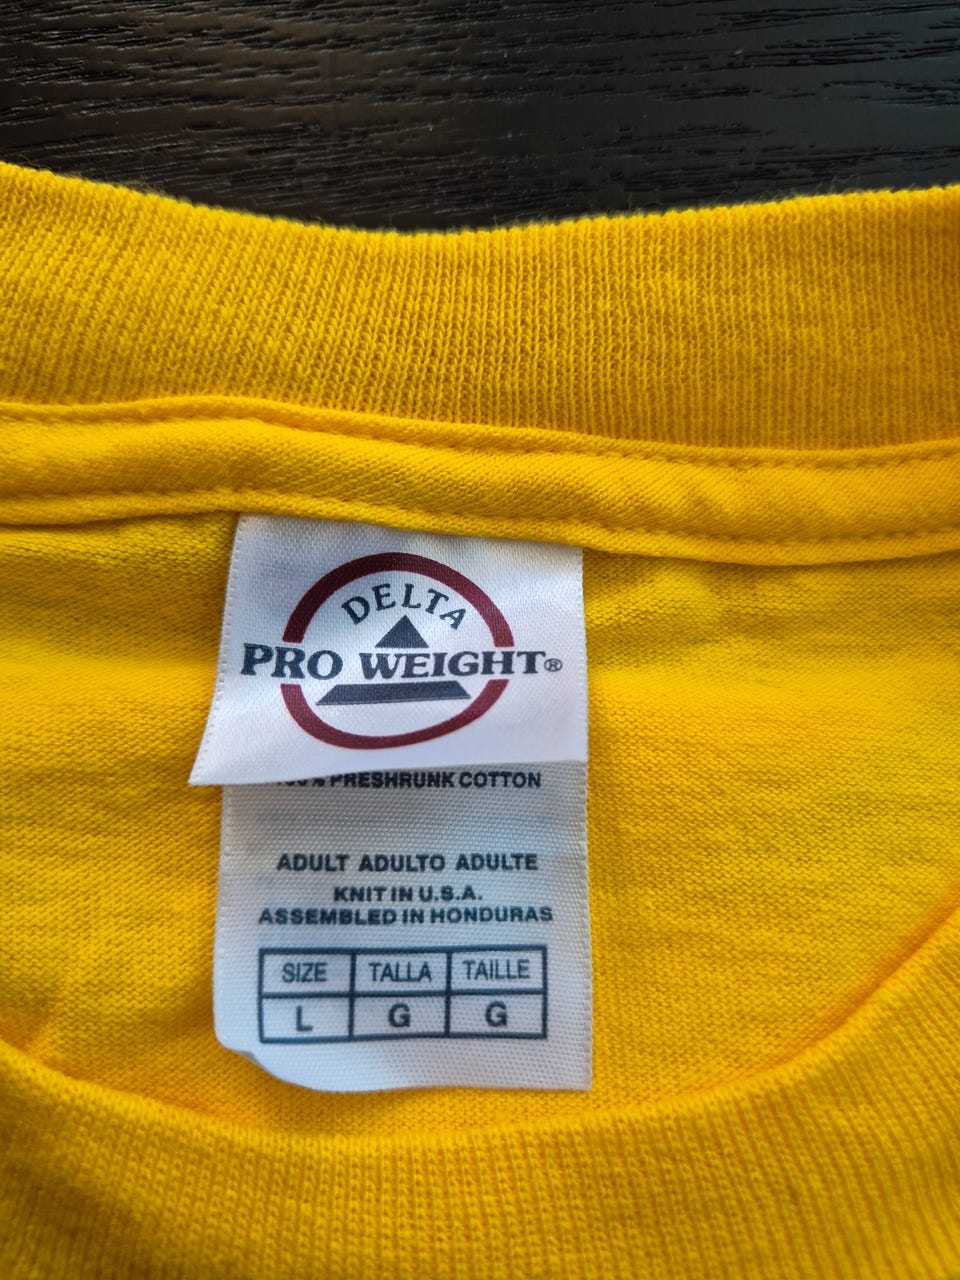 DELTA
PRO WEIGHT®
PRESHRUNK COTTON
ADULT ADULTO ADULTE
KNIT IN U.S.A.
ASSEMBLED IN HONDURAS
SIZE TALLA TAILLE
L G G